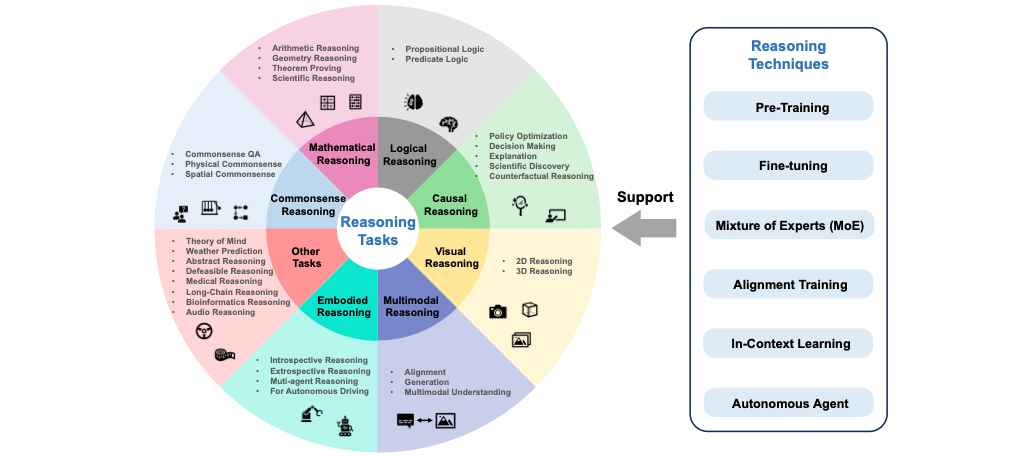 Arithmetic Reasoning
Geometry Reasoning
Theorem Proving
Scientific Reasoning
Mathematical
Reasoning
Propositional Logic
Predicate Logic
Logical
Reasoning
Policy Optimization
Decision Making
Explanation
Scientific Discovery
Counterfactual Reasoning
Causal
Reasoning
2D Reasoning
3D Reasoning
Visual
Reasoning
Alignment
Generation
Multimodal Understanding
Multimodal
Reasoning
Introspective Reasoning
Extrospective Reasoning
Muti-agent Reasoning
For Autonomous Driving
Embodied
Reasoning
Theory of Mind
Weather Prediction
Abstract Reasoning
Defeasible Reasoning
Medical Reasoning
Long-Chain Reasoning
Bioinformatics Reasoning
Audio Reasoning
Other
Tasks
Commonsense QA
Physical Commonsense
Spatial Commonsense
Commonsense
Reasoning
Reasoning
Tasks
Support
Reasoning
Techniques
Pre-Training
Fine-tuning
Mixture of Experts (MoE)
Alignment Training
In-Context Learning
Autonomous Agent